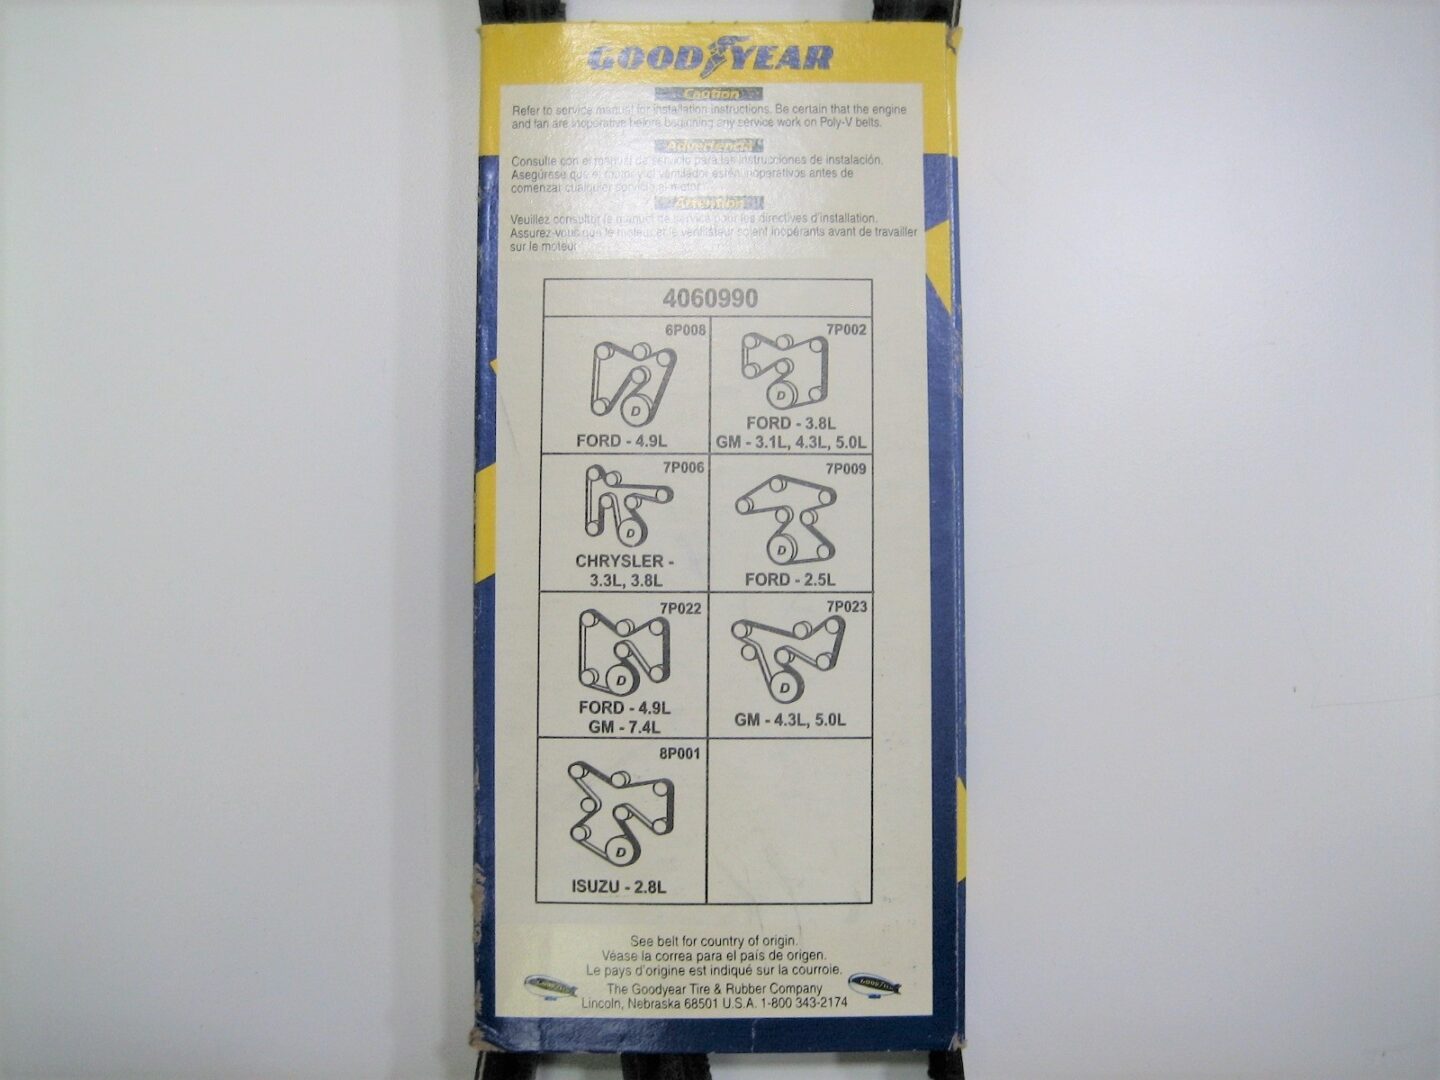 GOODYEAR
Caution
Refer to service manual for installation instructions. Be certain that the engine
and fan are inoperative before beginning any service work on Poly-V belts.
Advertencia
Consulte con el manual de servicio para las instrucciones de instalación.
Asegúrese que el motor y el ventilador estén inoperativos antes de
comenzar cualquier servicio al motor.
Attention
Veuillez consulter le manuel de service pour les directives d'installation.
Assurez-vous que le moteur et le ventilateur soient inopérants avant de travailler
sur le moteur
4060990
6P008
FORD - 4.9L
7P002
D
FORD - 3.8L
GM - 3.1L, 4.3L, 5.0L
7P006
D
CHRYSLER -
3.3L, 3.8L
7P009
D
FORD - 2.5L
7P022
D
FORD - 4.9L
GM - 7.4L
7P023
D
GM - 4.3L, 5.0L
8P001
D
ISUZU - 2.8L
See belt for country of origin.
Véase la correa para el país de origen.
Le pays d'origine est indiqué sur la courroie.
The Goodyear Tire & Rubber Company
Lincoln, Nebraska 68501 U.S.A. 1-800 343-2174